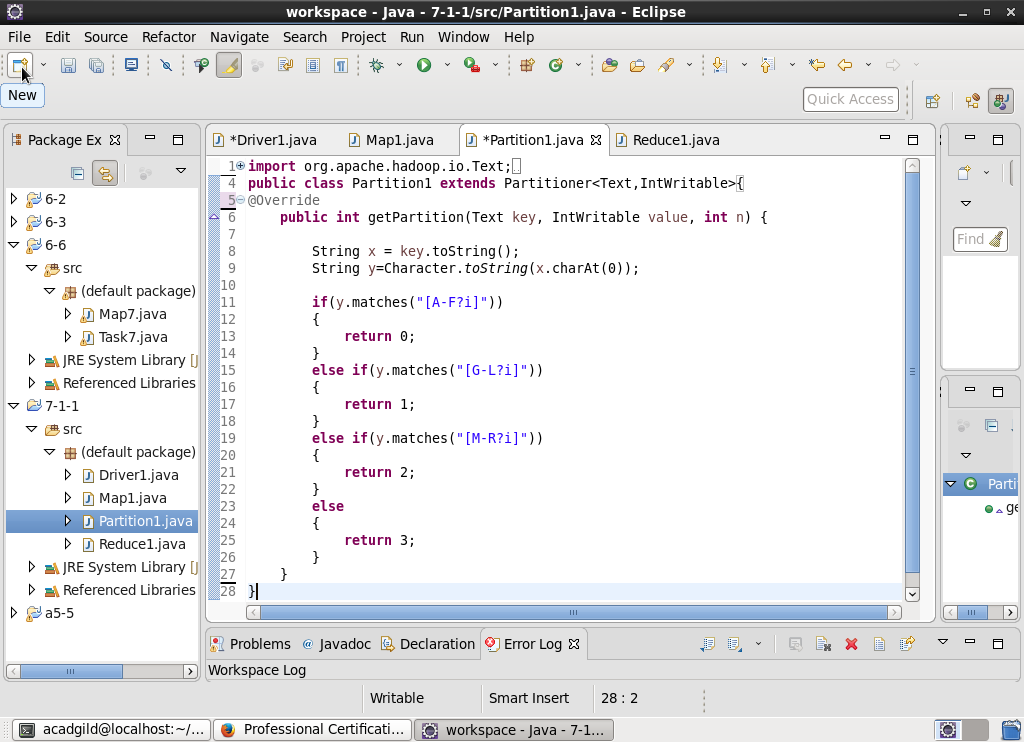 workspace - Java - 7-1-1/src/Partition1.java - Eclipse
File Edit Source Refactor Navigate Search Project Run Window Help
New
Quick Access
Package Ex
*Driver1.java Map1.java *Partition1.java Reduce1.java
6-2
6-3
6-6
src
(default package)
Map7.java
Task7.java
JRE System Library [J
Referenced Libraries
7-1-1
src
(default package)
Driver1.java
Map1.java
Partition1.java
Reduce1.java
JRE System Library [J
Referenced Libraries
a5-5
1 import org.apache.hadoop.io.Text;
4 public class Partition1 extends Partitioner<Text,IntWritable>{
5 @Override
6 public int getPartition(Text key, IntWritable value, int n) {
7
8 String x = key.toString();
9 String y=Character.toString(x.charAt(0));
10
11 if(y.matches("[A-F?i]"))
12 {
13 return 0;
14 }
15 else if(y.matches("[G-L?i]"))
16 {
17 return 1;
18 }
19 else if(y.matches("[M-R?i]"))
20 {
21 return 2;
22 }
23 else
24 {
25 return 3;
26 }
27 }
28 }
Find
Parti
ge
Problems @ Javadoc Declaration Error Log
Workspace Log
Writable Smart Insert 28 : 2
acadgild@localhost:~/... Professional Certificati... workspace - Java - 7-1...